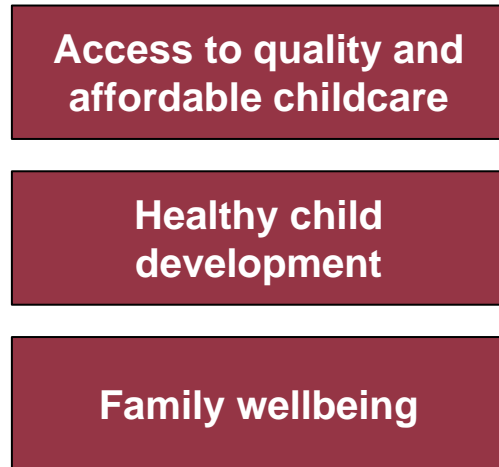 Access to quality and
affordable childcare
Healthy child
development
Family wellbeing